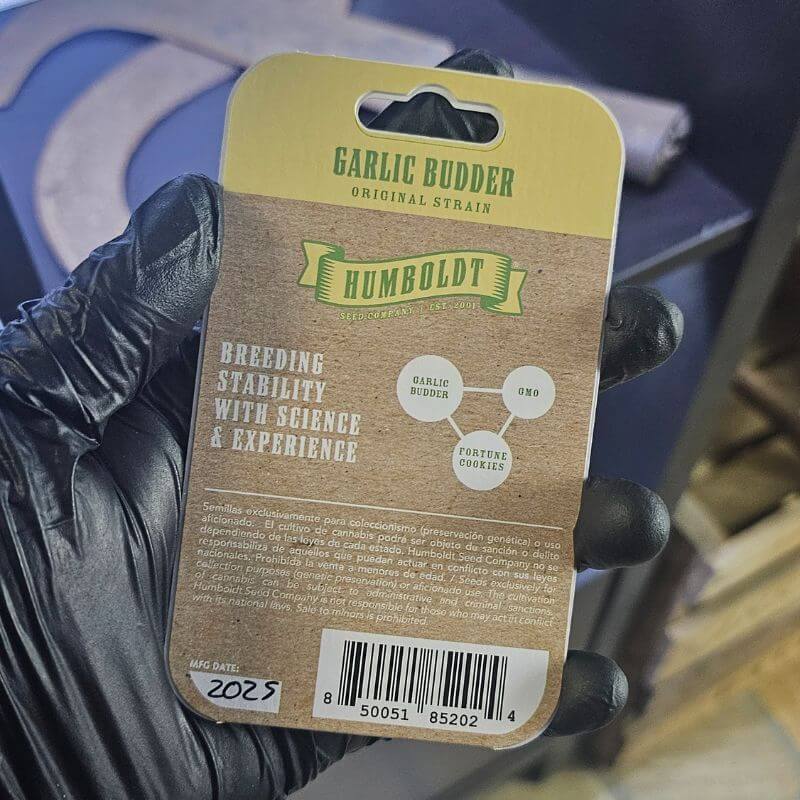 GARLIC BUDDER
ORIGINAL STRAIN
HUMBOLDT
SEED COMPANY | EST. 2001
BREEDING
STABILITY
WITH SCIENCE
& EXPERIENCE
GARLIC
BUDDER
GMO
FORTUNE
COOKIES
Semillas exclusivamente para coleccionismo (preservación genética) o uso
aficionado. El cultivo de cannabis podrá ser objeto de sanción o delito
dependiendo de las leyes de cada estado. Humboldt Seed Company no se
responsabiliza de aquellos que puedan actuar en conflicto con sus leyes
nacionales. Prohibida la venta a menores de edad. / Seeds exclusively for
collection purposes (genetic preservation) or aficionado use. The cultivation
of cannabis can be subject to administrative and criminal sanctions.
Humboldt Seed Company is not responsible for those who may act in conflict
with its national laws. Sale to minors is prohibited.
MFG DATE:
2025
8 50051 85202 4